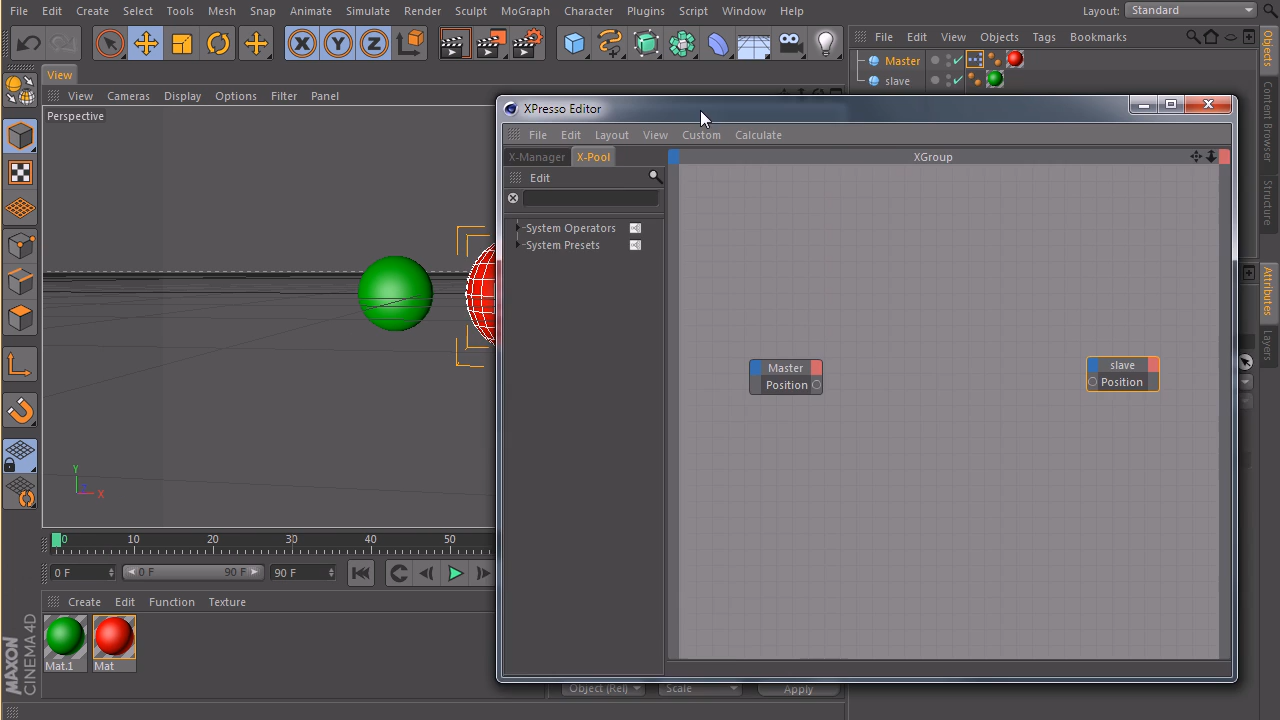 File Edit Create Select Tools Mesh Snap Animate Simulate Render Sculpt MoGraph Character Plugins Script Window Help Layout: Standard
File Edit View Objects Tags Bookmarks
View
Master
slave
View Cameras Display Options Filter Panel
Perspective
XPresso Editor
File Edit Layout View Custom Calculate
X-Manager X-Pool XGroup
Edit
System Operators
System Presets
Master
Position
slave
Position
Y
X
0 10 20 30 40 50
0 F 0 F 90 F 90 F
Create Edit Function Texture
Mat.1 Mat
Object (Rel) Scale Apply
MAXON
CINEMA 4D
Objects
Content Browser
Structure
Attributes
Layers